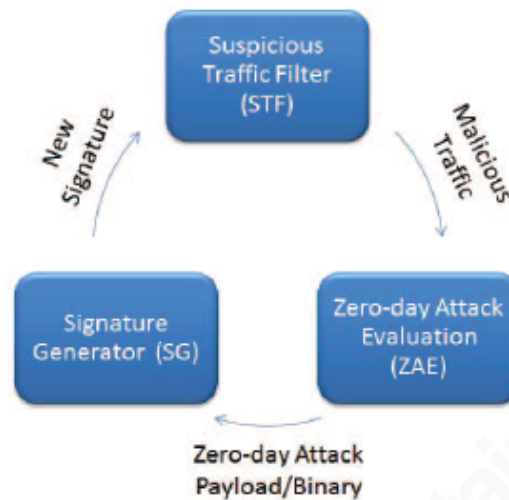 Suspicious
Traffic Filter
(STF)
New
Signature
Malicious
Traffic
Signature
Generator (SG)
Zero-day Attack
Evaluation
(ZAE)
Zero-day Attack
Payload/Binary